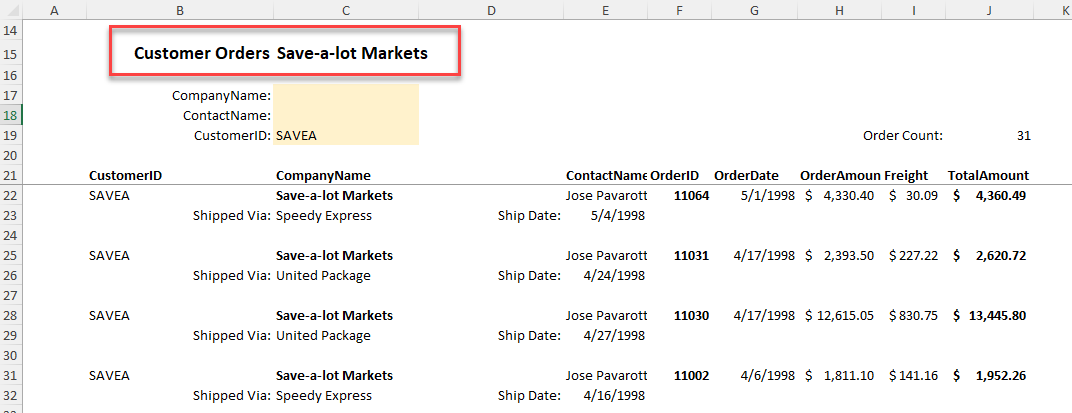 A B C D E F G H I J K
14
15 Customer Orders Save-a-lot Markets
16
17 CompanyName:
18 ContactName:
19 CustomerID: SAVEA Order Count: 31
20
21 CustomerID CompanyName ContactName OrderID OrderDate OrderAmoun Freight TotalAmount
22 SAVEA Save-a-lot Markets Jose Pavarott 11064 5/1/1998 $ 4,330.40 $ 30.09 $ 4,360.49
23 Shipped Via: Speedy Express Ship Date: 5/4/1998
24
25 SAVEA Save-a-lot Markets Jose Pavarott 11031 4/17/1998 $ 2,393.50 $ 227.22 $ 2,620.72
26 Shipped Via: United Package Ship Date: 4/24/1998
27
28 SAVEA Save-a-lot Markets Jose Pavarott 11030 4/17/1998 $ 12,615.05 $ 830.75 $ 13,445.80
29 Shipped Via: United Package Ship Date: 4/27/1998
30
31 SAVEA Save-a-lot Markets Jose Pavarott 11002 4/6/1998 $ 1,811.10 $ 141.16 $ 1,952.26
32 Shipped Via: Speedy Express Ship Date: 4/16/1998